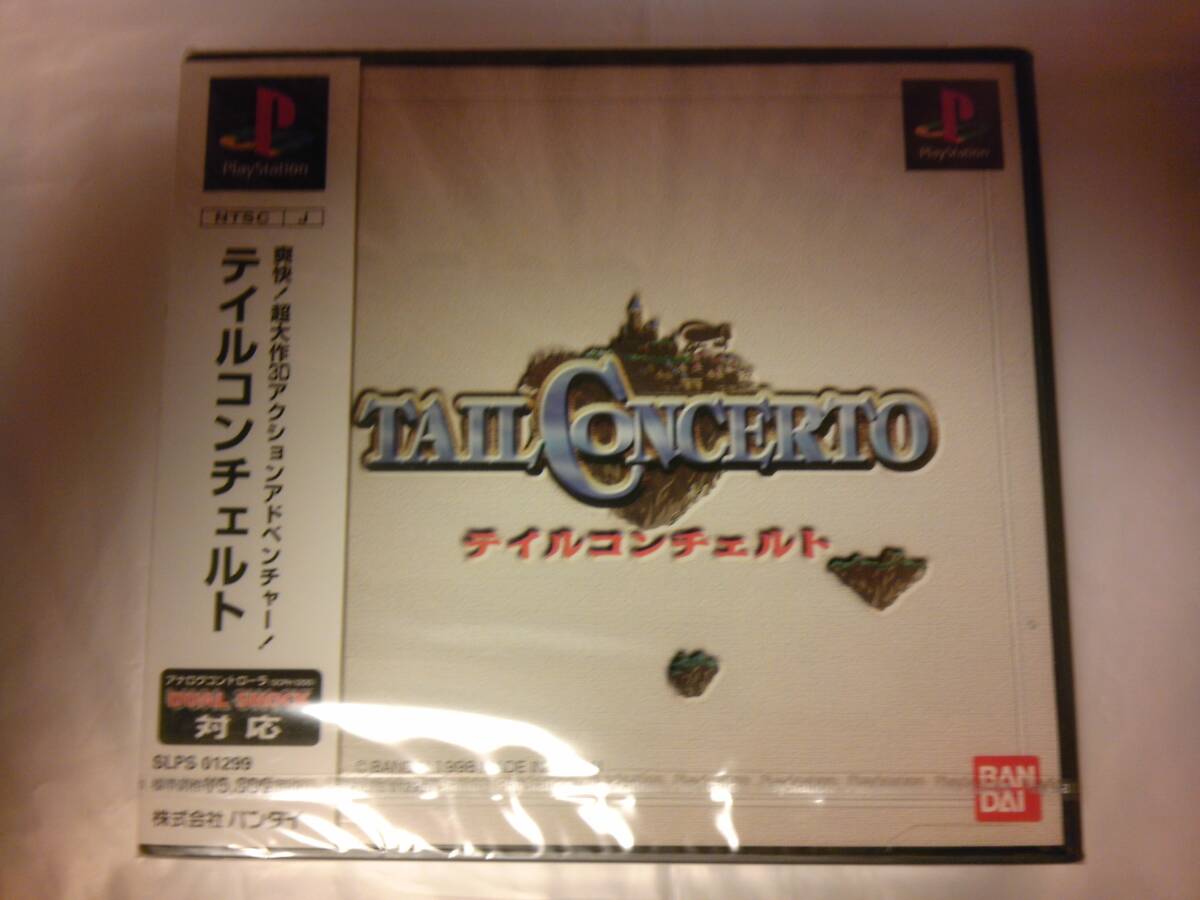 PlayStation
NTSC J
爽快!超大作3Dアクションアドベンチャー!
テイルコンチェルト
アナログコントローラ
DUAL SHOCK
対応
SLPS 01299
株式会社 バンダイ
PlayStation
TAIL CONCERTO
テイルコンチェルト
BAN
DAI